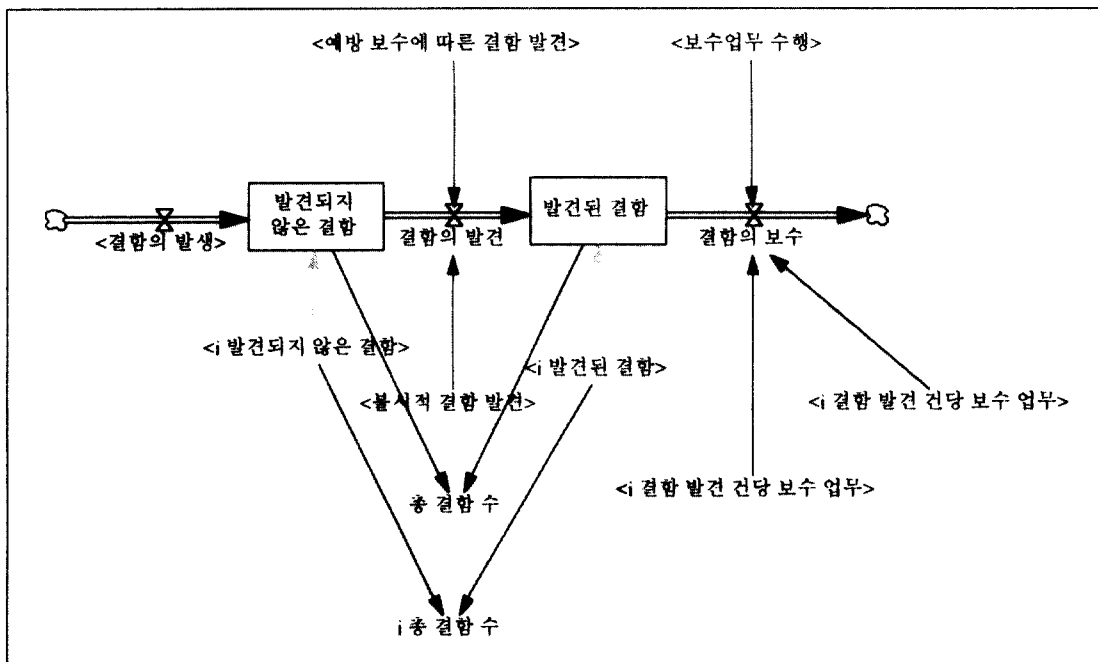 <예방 보수에 따른 결함 발견>
<보수업무 수행>
발견되지
않은 결함
발견된 결함
<결함의 발생>
결함의 발견
결함의 보수
<i 발견되지 않은 결함>
<i 발견된 결함>
<불시적 결함 발견>
<i 결함 발견 건당 보수 업무>
<i 결함 발견 건당 보수 업무>
총 결함 수
i 총 결함 수